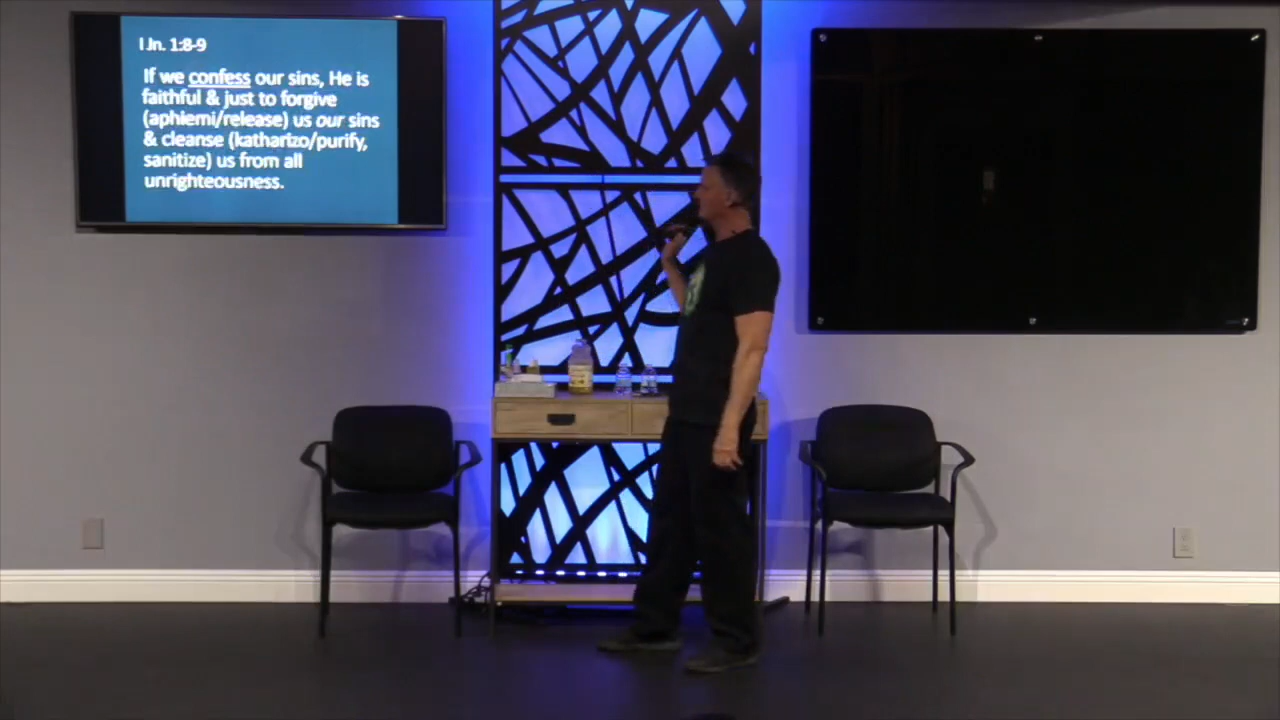 I Jn. 1:8-9
If we confess our sins, He is
faithful & just to forgive
(aphiemi/release) us our sins
& cleanse (katharizo/purify,
sanitize) us from all
unrighteousness.